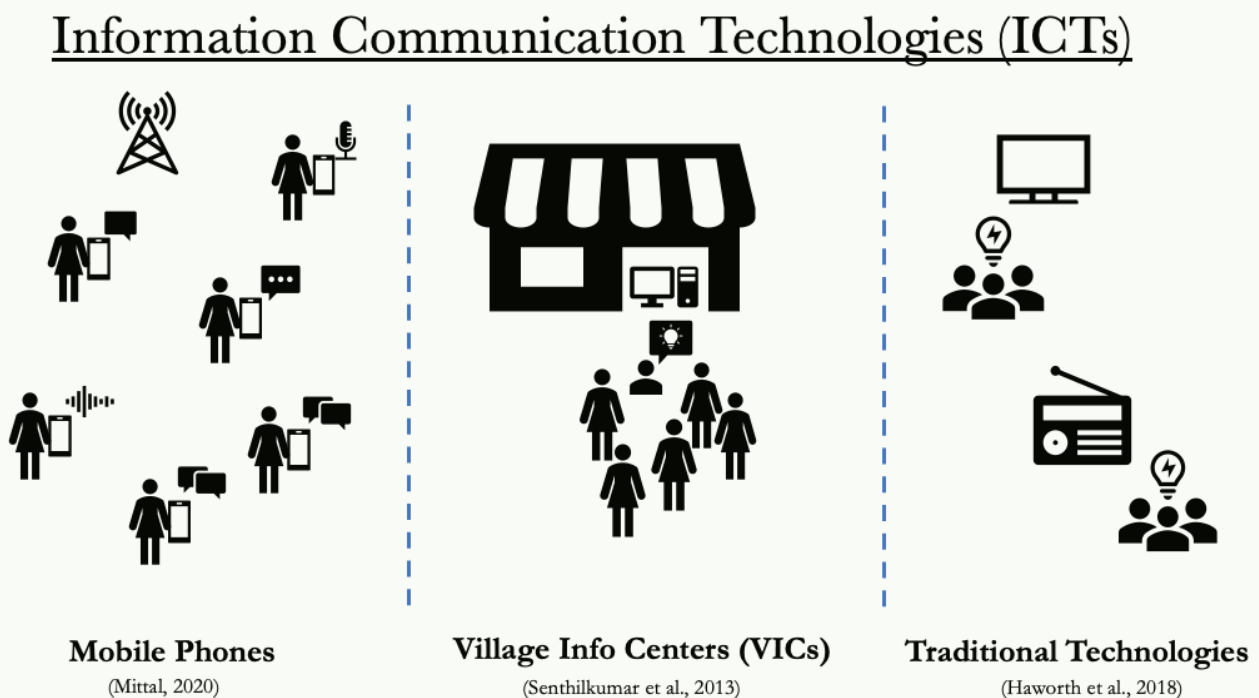 Information Communication Technologies (ICTs)
Mobile Phones
(Mittal, 2020)
Village Info Centers (VICs)
(Senthilkumar et al., 2013)
Traditional Technologies
(Haworth et al., 2018)